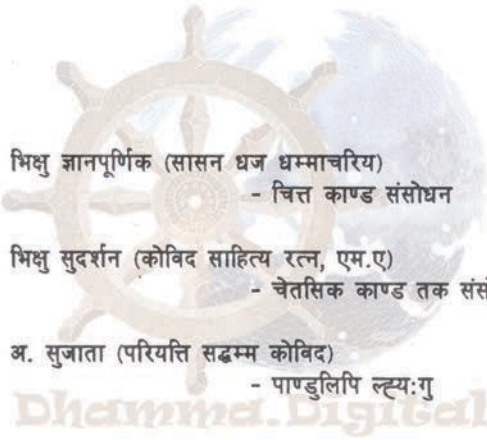 भिक्षु ज्ञानपूर्णिक (सासन धज धम्माचरिय)
- चित्त काण्ड संसोधन
भिक्षु सुदर्शन (कोविद साहित्य रत्न, एम.ए)
- चेतसिक काण्ड तक
अ. सुजाता (परियत्ति सद्धम्म कोविद)
- पाण्डुलिपि ल्ह्य:गु
Dhamma.Digital